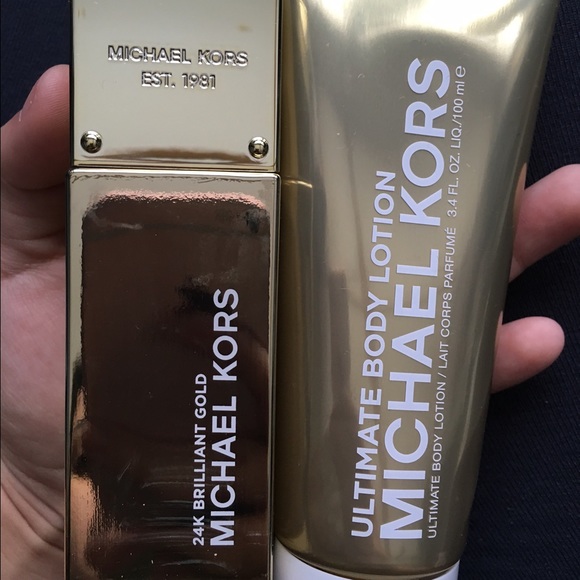 MICHAEL KORS
EST. 1981
24K BRILLIANT GOLD
MICHAEL KORS
ULTIMATE BODY LOTION
MICHAEL KORS
ULTIMATE BODY LOTION / LAIT CORPS PARFUMÉ 3.4 FL. OZ. LIQ./100 ml ℮